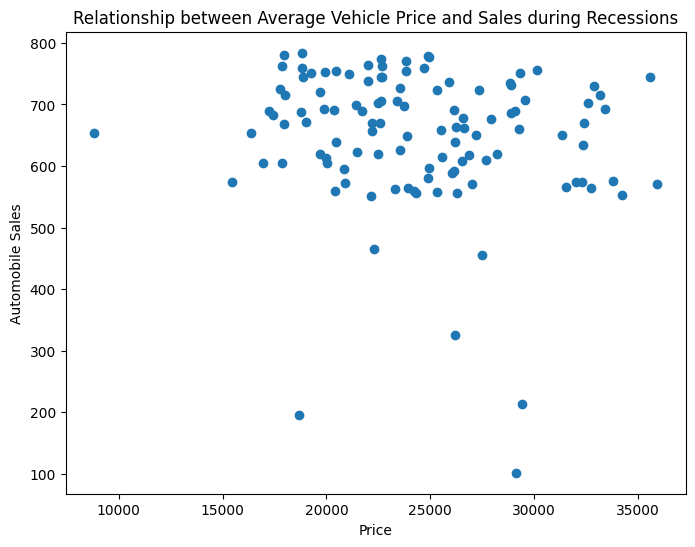 Relationship between Average Vehicle Price and Sales during Recessions
800
700
600
500
400
300
200
100
Automobile Sales
10000 15000 20000 25000 30000 35000
Price